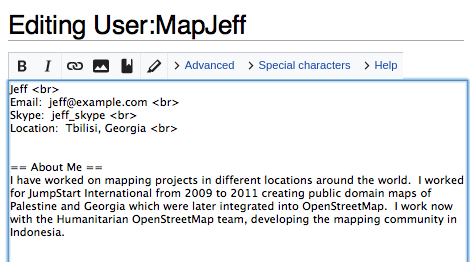 Editing User:MapJeff
B I Advanced Special characters Help
Jeff <br>
Email:  jeff@example.com <br>
Skype:  jeff_skype <br>
Location:  Tbilisi, Georgia <br>
== About Me ==
I have worked on mapping projects in different locations around the world.  I worked
for JumpStart International from 2009 to 2011 creating public domain maps of
Palestine and Georgia which were later integrated into OpenStreetMap.  I work now
with the Humanitarian OpenStreetMap team, developing the mapping community in
Indonesia.